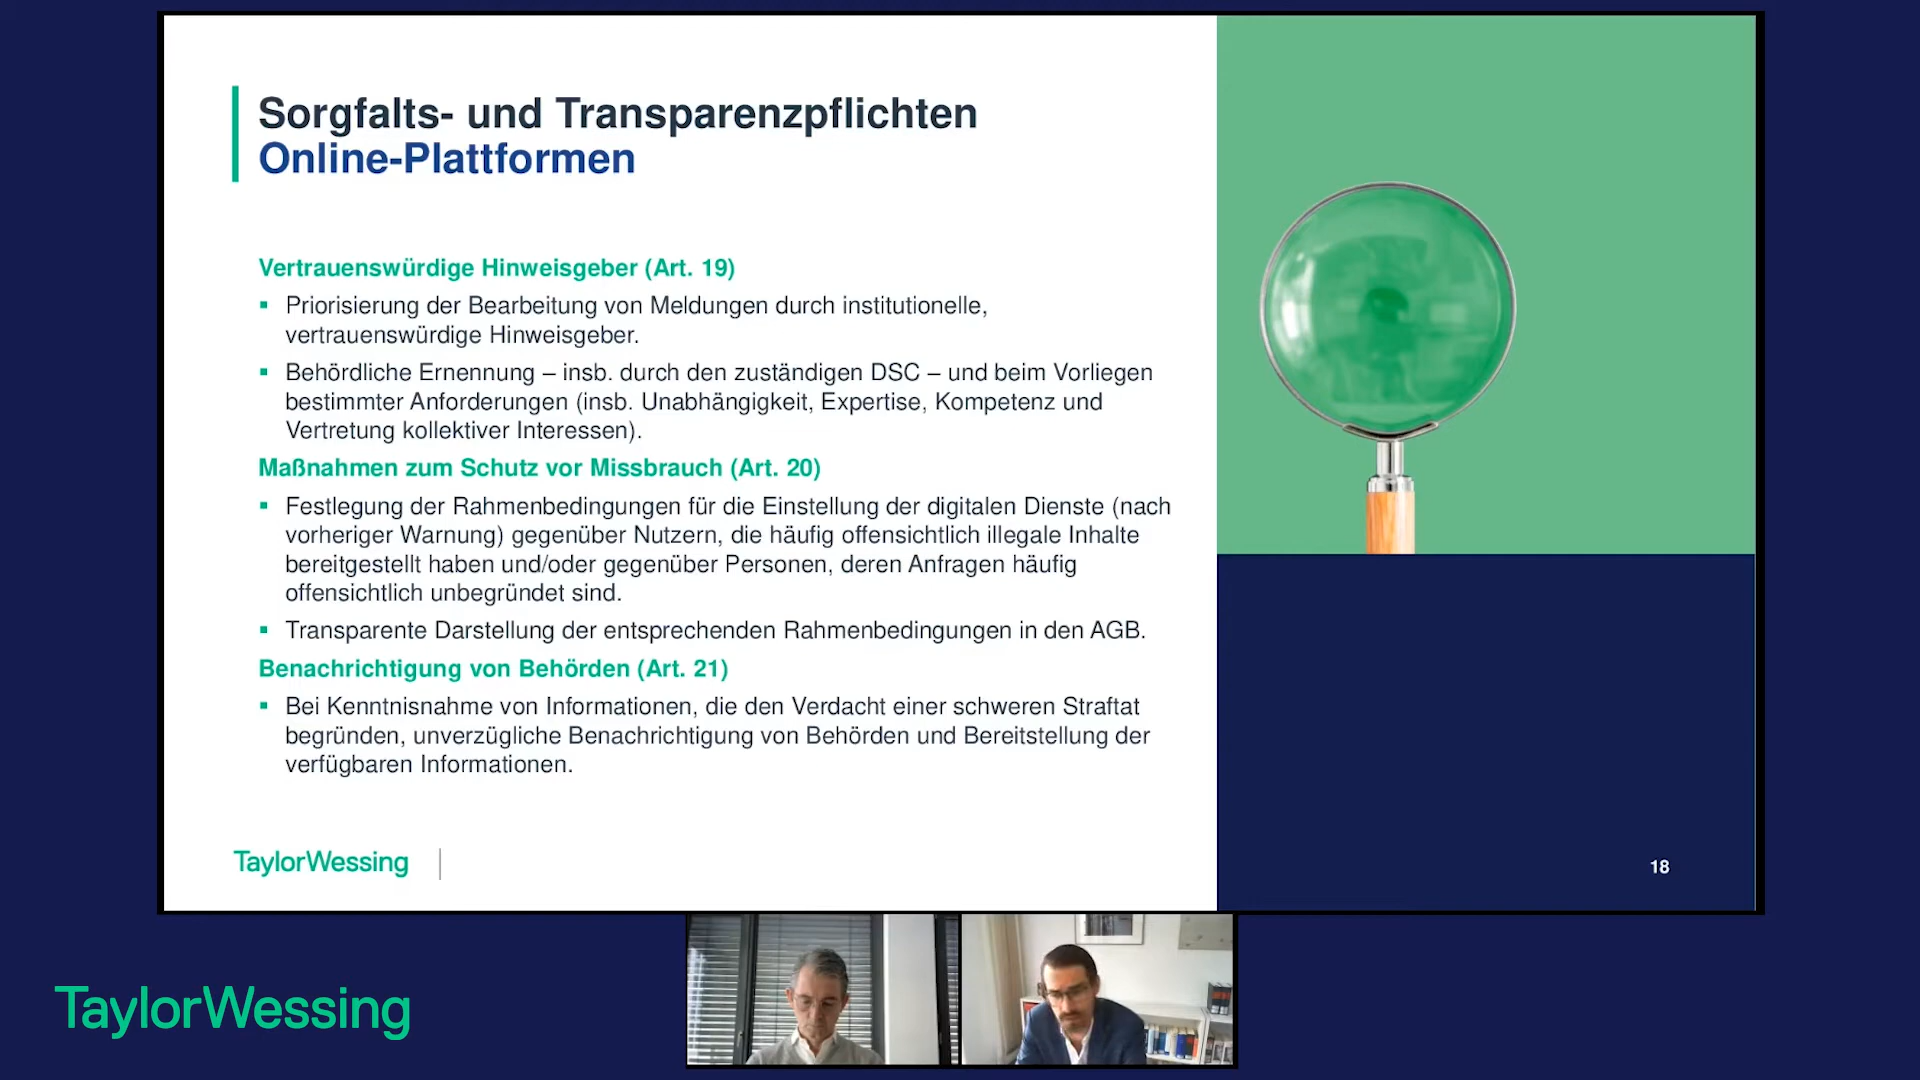 Sorgfalts- und Transparenzpflichten
Online-Plattformen
Vertrauenswürdige Hinweisgeber (Art. 19)
▪ Priorisierung der Bearbeitung von Meldungen durch institutionelle,
vertrauenswürdige Hinweisgeber.
▪ Behördliche Ernennung – insb. durch den zuständigen DSC – und beim Vorliegen
bestimmter Anforderungen (insb. Unabhängigkeit, Expertise, Kompetenz und
Vertretung kollektiver Interessen).
Maßnahmen zum Schutz vor Missbrauch (Art. 20)
▪ Festlegung der Rahmenbedingungen für die Einstellung der digitalen Dienste (nach
vorheriger Warnung) gegenüber Nutzern, die häufig offensichtlich illegale Inhalte
bereitgestellt haben und/oder gegenüber Personen, deren Anfragen häufig
offensichtlich unbegründet sind.
▪ Transparente Darstellung der entsprechenden Rahmenbedingungen in den AGB.
Benachrichtigung von Behörden (Art. 21)
▪ Bei Kenntnisnahme von Informationen, die den Verdacht einer schweren Straftat
begründen, unverzügliche Benachrichtigung von Behörden und Bereitstellung der
verfügbaren Informationen.
TaylorWessing
18
TaylorWessing